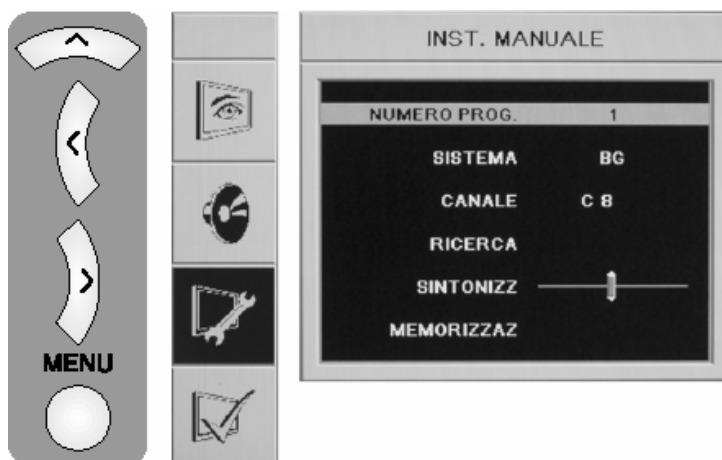 INST. MANUALE
NUMERO PROG. 1
SISTEMA BG
CANALE C 8
RICERCA
SINTONIZZ
MEMORIZZAZ
MENU